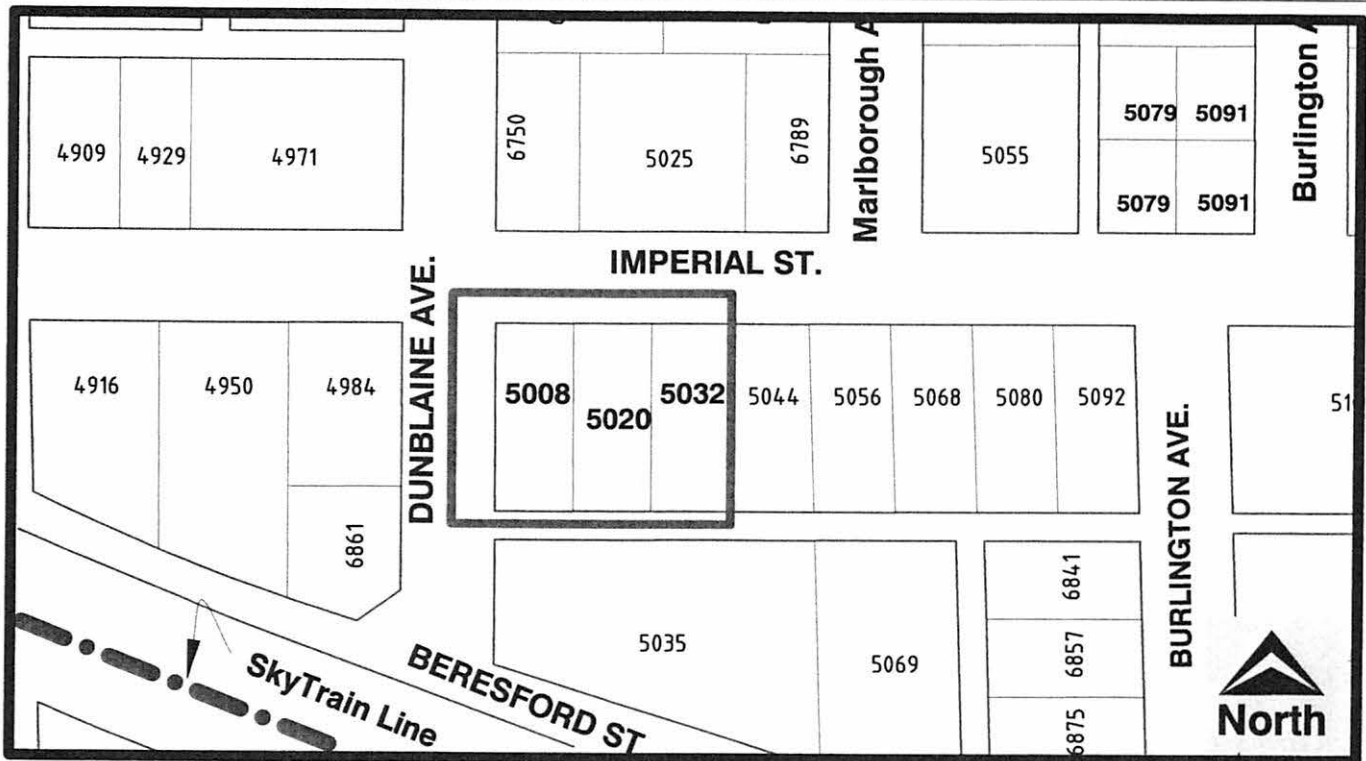 Marlborough A
Burlington A
4909 4929 4971
6750 5025 6789
5055
5079 5091
5079 5091
IMPERIAL ST.
DUNBLAINE AVE.
4916 4950 4984
5008 5020 5032 5044 5056 5068 5080 5092
51
6861
BURLINGTON AVE.
6841
6857
6875
5035 5069
SkyTrain Line
BERESFORD ST
North